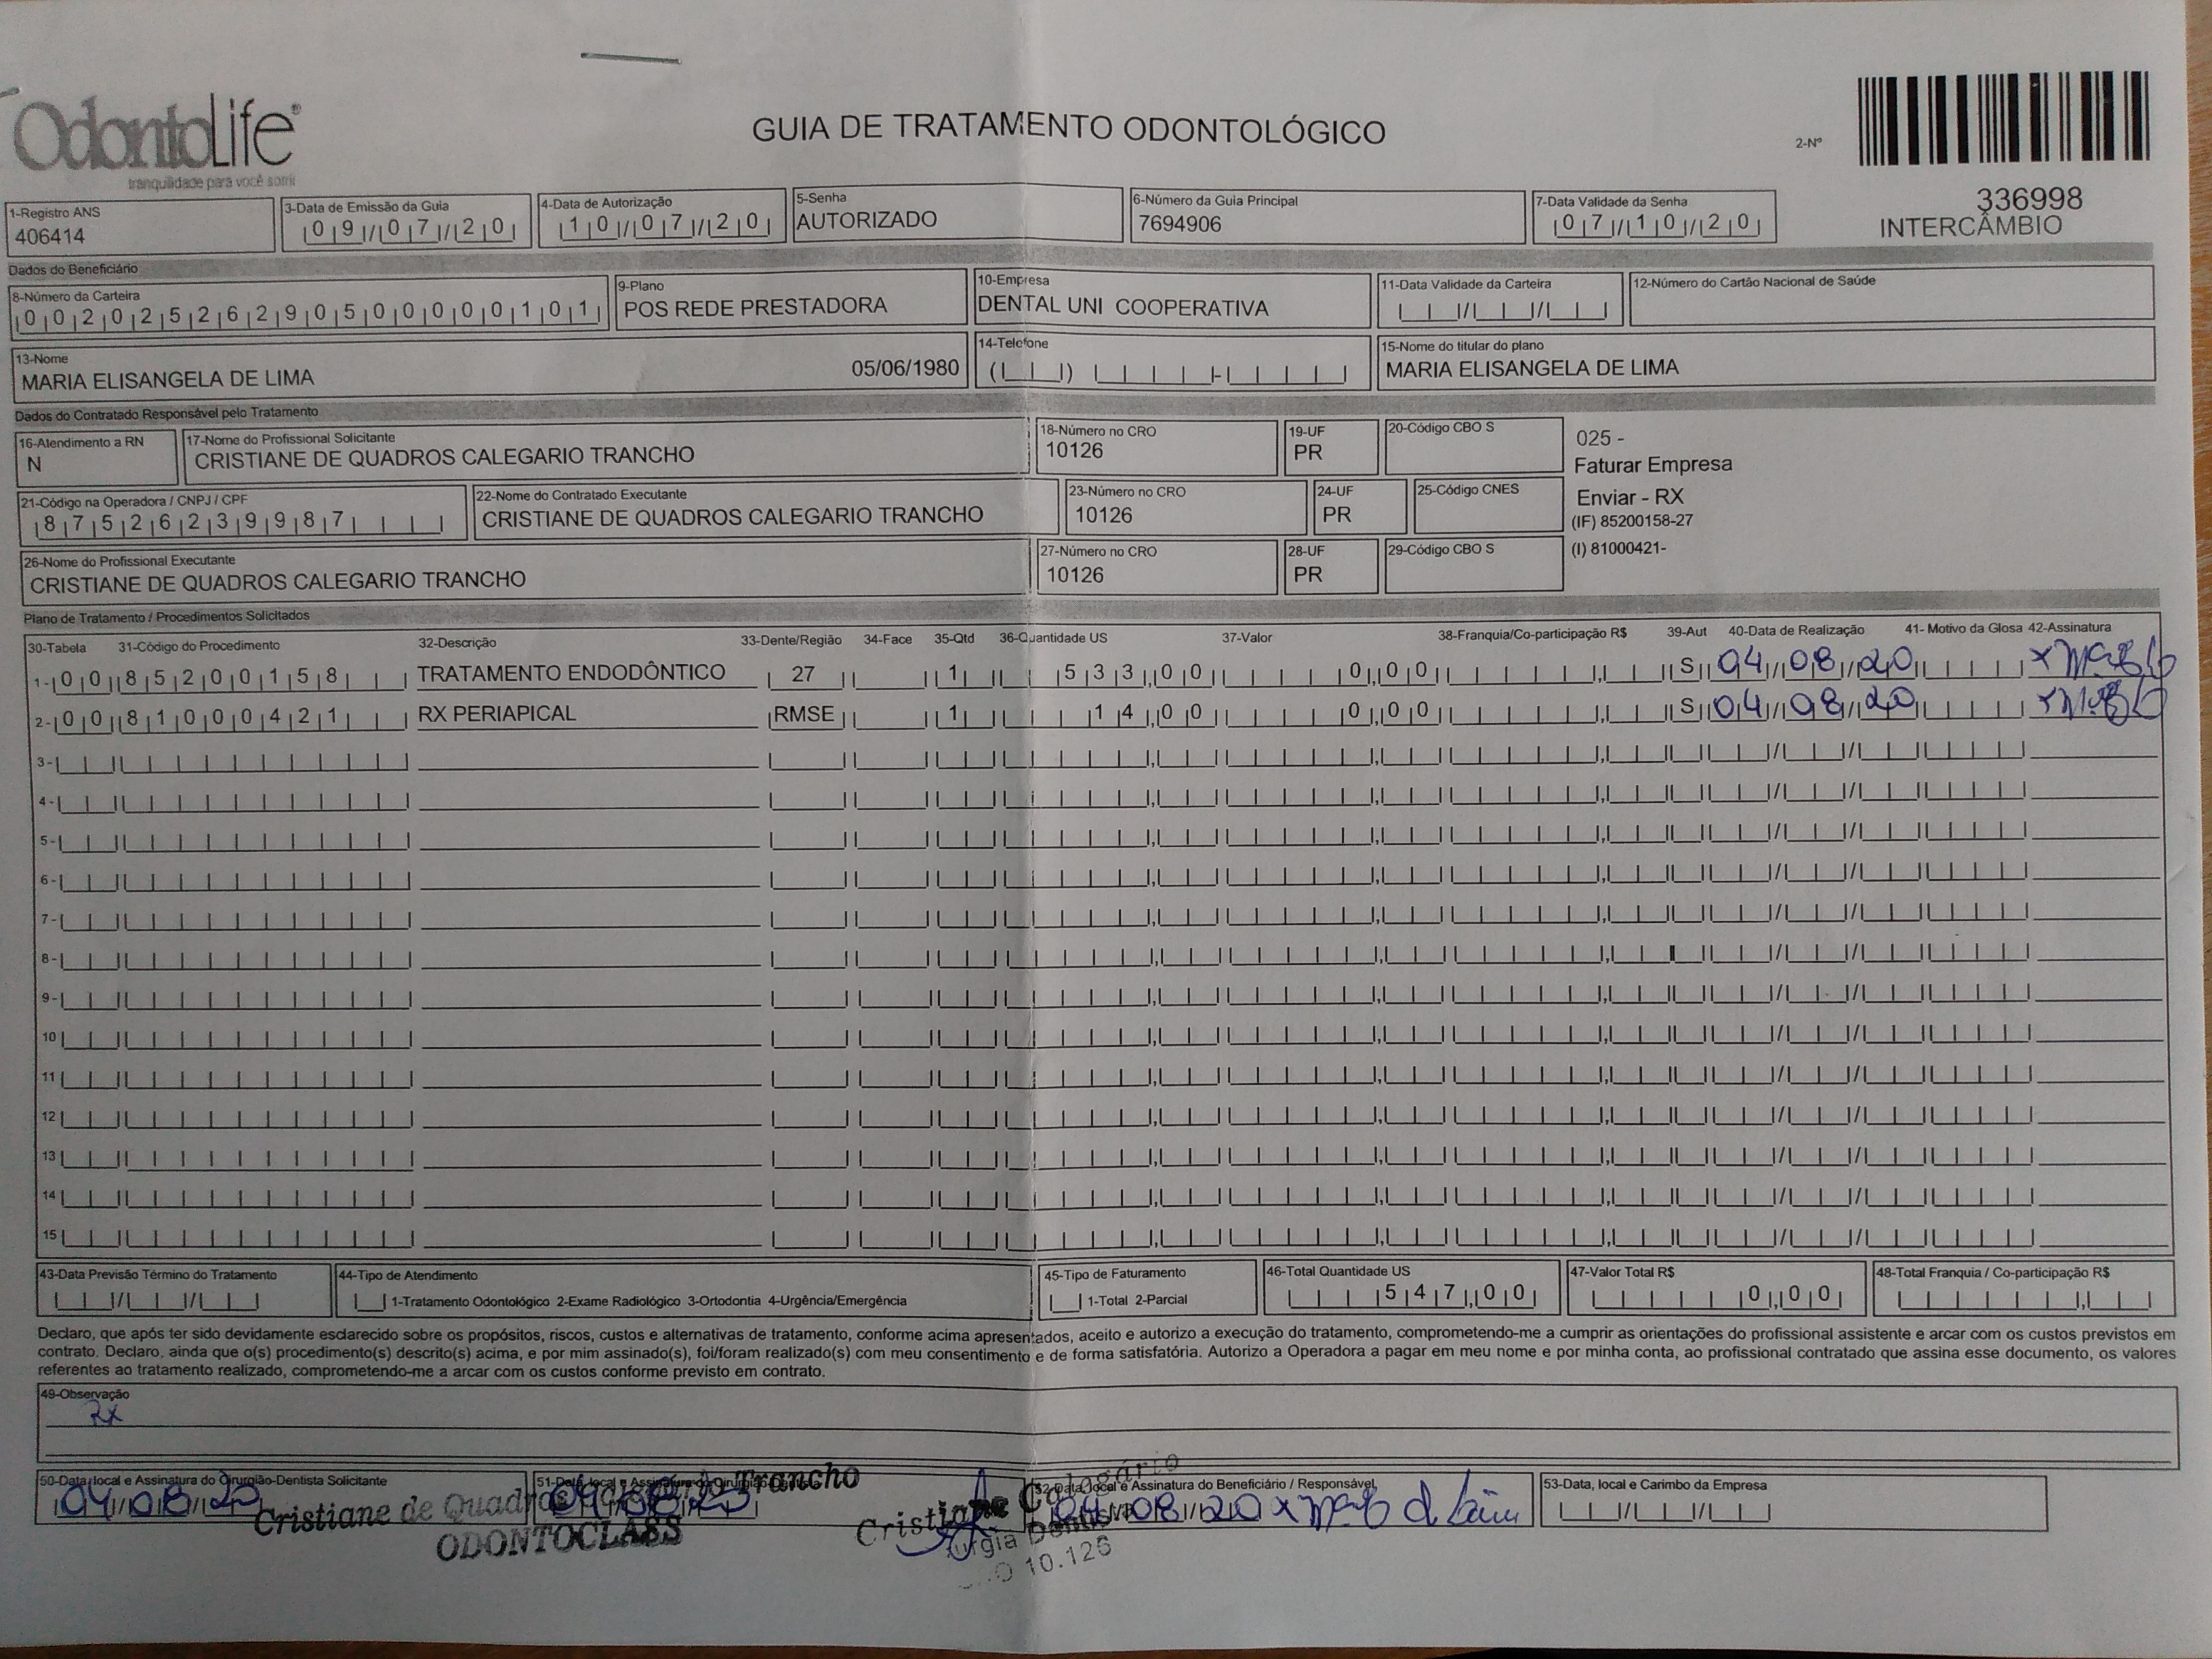 OdontoLife®
tranquilidade para você sorrir
GUIA DE TRATAMENTO ODONTOLÓGICO
2-Nº
336998
INTERCÂMBIO
1-Registro ANS
406414
3-Data de Emissão da Guia
09/07/20
4-Data de Autorização
10/07/20
5-Senha
AUTORIZADO
6-Número da Guia Principal
7694906
7-Data Validade da Senha
07/10/20
Dados do Beneficiário
8-Número da Carteira
00202526290500000101
9-Plano
POS REDE PRESTADORA
10-Empresa
DENTAL UNI COOPERATIVA
11-Data Validade da Carteira
12-Número do Cartão Nacional de Saúde
13-Nome
MARIA ELISANGELA DE LIMA 05/06/1980
14-Telefone
15-Nome do titular do plano
MARIA ELISANGELA DE LIMA
Dados do Contratado Responsável pelo Tratamento
16-Atendimento a RN
N
17-Nome do Profissional Solicitante
CRISTIANE DE QUADROS CALEGARIO TRANCHO
18-Número no CRO
10126
19-UF
PR
20-Código CBO S
025 -
Faturar Empresa
Enviar - RX
(IF) 85200158-27
(I) 81000421-
21-Código na Operadora / CNPJ / CPF
87526239987
22-Nome do Contratado Executante
CRISTIANE DE QUADROS CALEGARIO TRANCHO
23-Número no CRO
10126
24-UF
PR
25-Código CNES
26-Nome do Profissional Executante
CRISTIANE DE QUADROS CALEGARIO TRANCHO
27-Número no CRO
10126
28-UF
PR
29-Código CBO S
Plano de Tratamento / Procedimentos Solicitados
30-Tabela 31-Código do Procedimento 32-Descrição 33-Dente/Região 34-Face 35-Qtd 36-Quantidade US 37-Valor 38-Franquia/Co-participação R$ 39-Aut 40-Data de Realização 41- Motivo da Glosa 42-Assinatura
1- 00 85200158 TRATAMENTO ENDODÔNTICO 27 1 533,00 0,00 S 04/08/20
2- 00 81000421 RX PERIAPICAL RMSE 1 14,00 0,00 S 04/08/20
3-
4-
5-
6-
7-
8-
9-
10
11
12
13
14
15
43-Data Previsão Término do Tratamento
44-Tipo de Atendimento
1-Tratamento Odontológico 2-Exame Radiológico 3-Ortodontia 4-Urgência/Emergência
45-Tipo de Faturamento
1-Total 2-Parcial
46-Total Quantidade US
547,00
47-Valor Total R$
0,00
48-Total Franquia / Co-participação R$
Declaro, que após ter sido devidamente esclarecido sobre os propósitos, riscos, custos e alternativas de tratamento, conforme acima apresentados, aceito e autorizo a execução do tratamento, comprometendo-me a cumprir as orientações do profissional assistente e arcar com os custos previstos em
contrato. Declaro, ainda que o(s) procedimento(s) descrito(s) acima, e por mim assinado(s), foi/foram realizado(s) com meu consentimento e de forma satisfatória. Autorizo a Operadora a pagar em meu nome e por minha conta, ao profissional contratado que assina esse documento, os valores
referentes ao tratamento realizado, comprometendo-me a arcar com os custos conforme previsto em contrato.
49-Observação
Rx
50-Data, local e Assinatura do Cirurgião-Dentista Solicitante
04/08/20
Cristiane de Quadros Trancho
ODONTOCLASS
Cristiane Calegário
10.126
52-Data, local e Assinatura do Beneficiário / Responsável
04/08/20
53-Data, local e Carimbo da Empresa